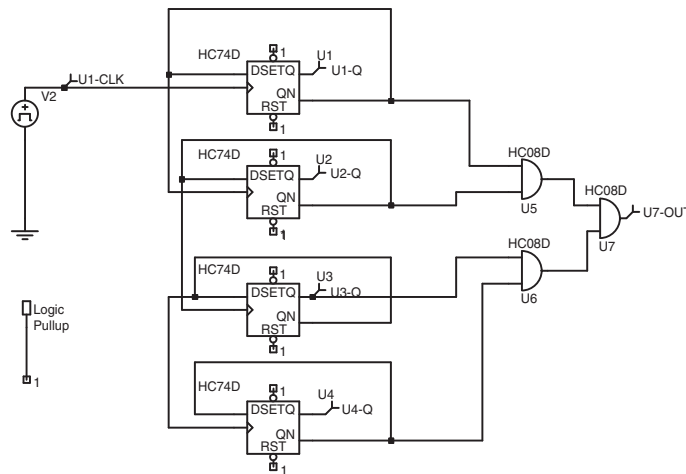 HC74D
1
U1
U1-CLK
DSETQ
U1-Q
V2
QN
RST
1
HC74D
1
U2
DSETQ
U2-Q
QN
RST
1
HC08D
U5
HC08D
U7-OUT
U7
HC74D
1
U3
DSETQ
U3-Q
QN
RST
1
HC08D
U6
Logic
Pullup
1
HC74D
1
U4
DSETQ
U4-Q
QN
RST
1